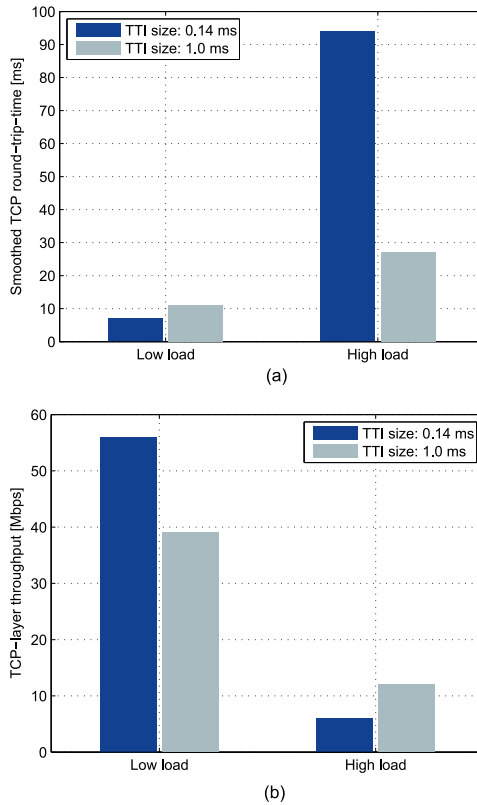 100
90
80
70
60
50
40
30
20
10
0
Smoothed TCP round-trip-time [ms]
TTI size: 0.14 ms
TTI size: 1.0 ms
Low load
High load
(a)
60
50
40
30
20
10
0
TCP-layer throughput [Mbps]
TTI size: 0.14 ms
TTI size: 1.0 ms
Low load
High load
(b)